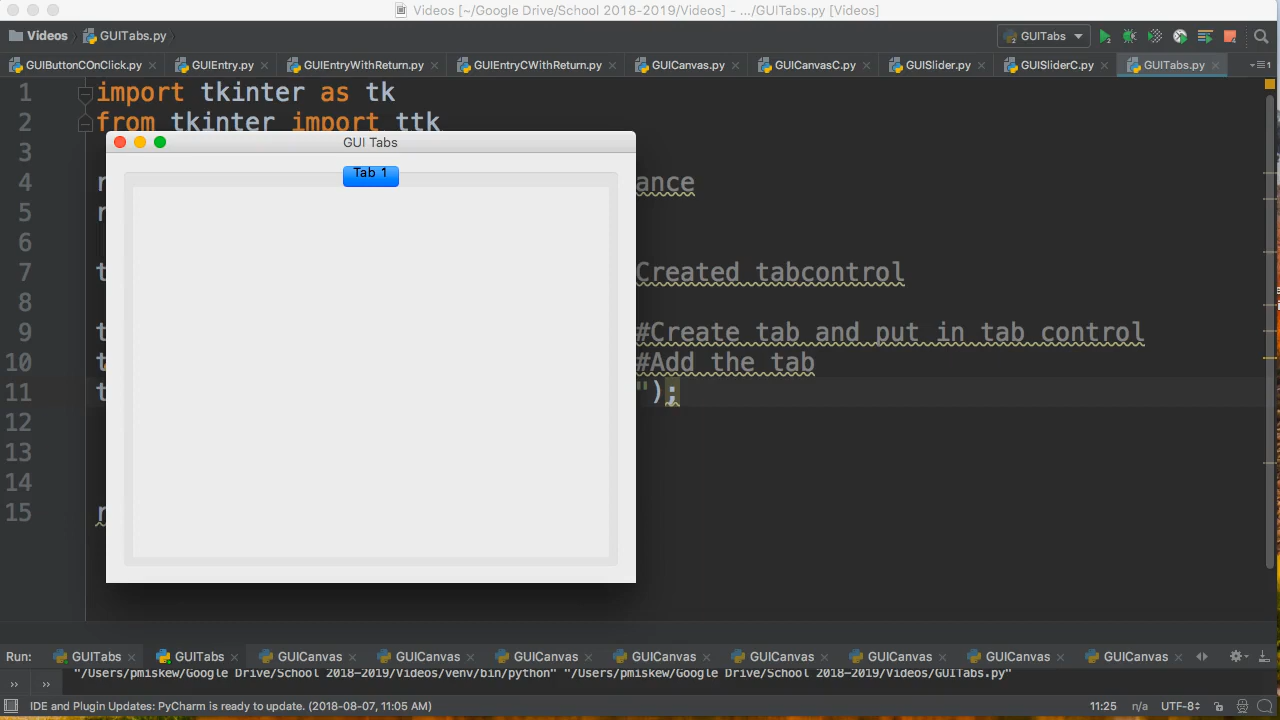 Videos [~/Google Drive/School 2018-2019/Videos] - .../GUITabs.py [Videos]
Videos GUITabs.py GUITabs
GUIButtonCOnClick.py GUIEntry.py GUIEntryWithReturn.py GUIEntryCWithReturn.py GUICanvas.py GUICanvasC.py GUISlider.py GUISliderC.py GUITabs.py
1 import tkinter as tk
2 from tkinter import ttk
3
GUI Tabs
Tab 1
4 ance
5
6
7 Created tabcontrol
8
9 #Create tab and put in tab control
10 #Add the tab
11 ");
12
13
14
15
Run: GUITabs GUITabs GUICanvas GUICanvas GUICanvas GUICanvas GUICanvas GUICanvas GUICanvas GUICanvas
"/Users/pmiskew/Google Drive/School 2018-2019/Videos/venv/bin/python" "/Users/pmiskew/Google Drive/School 2018-2019/Videos/GUITabs.py"
IDE and Plugin Updates: PyCharm is ready to update. (2018-08-07, 11:05 AM) 11:25 n/a UTF-8